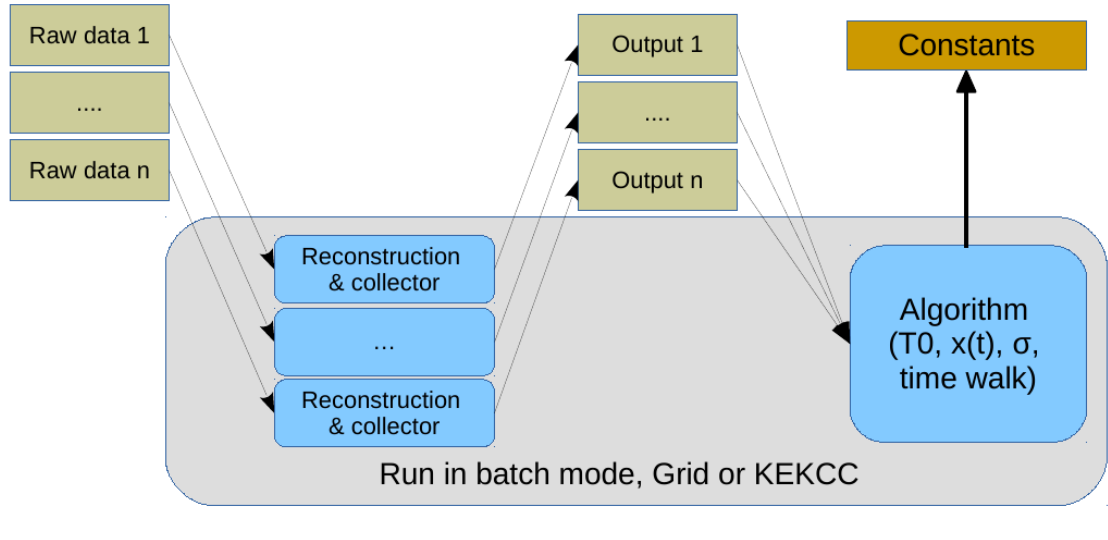 Raw data 1
....
Raw data n
Output 1
....
Output n
Constants
Reconstruction
& collector
...
Reconstruction
& collector
Algorithm
(T0, x(t), σ,
time walk)
Run in batch mode, Grid or KEKCC